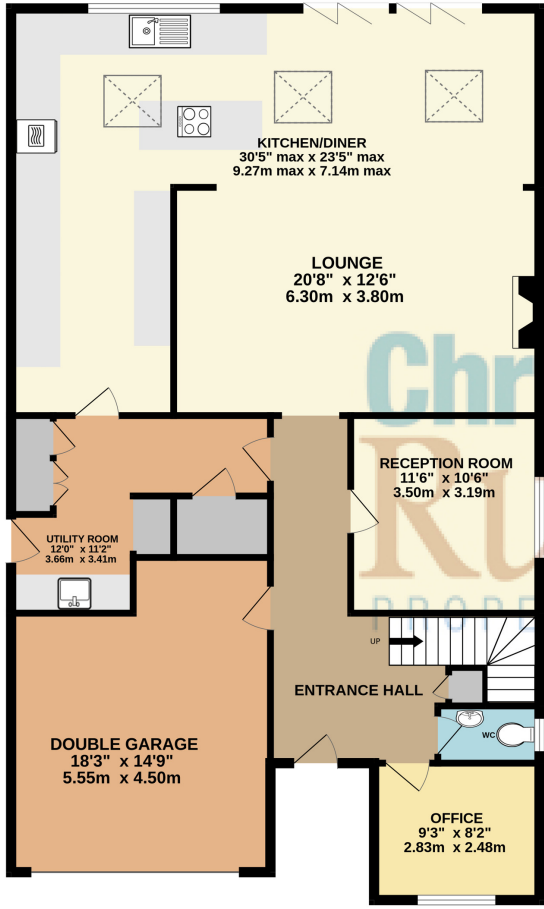 KITCHEN/DINER
30'5" max x 23'5" max
9.27m max x 7.14m max
LOUNGE
20'8" x 12'6"
6.30m x 3.80m
Chr
RECEPTION ROOM
11'6" x 10'6"
3.50m x 3.19m
Ru
PROPE
UTILITY ROOM
12'0" x 11'2"
3.66m x 3.41m
UP
ENTRANCE HALL
WC
DOUBLE GARAGE
18'3" x 14'9"
5.55m x 4.50m
OFFICE
9'3" x 8'2"
2.83m x 2.48m